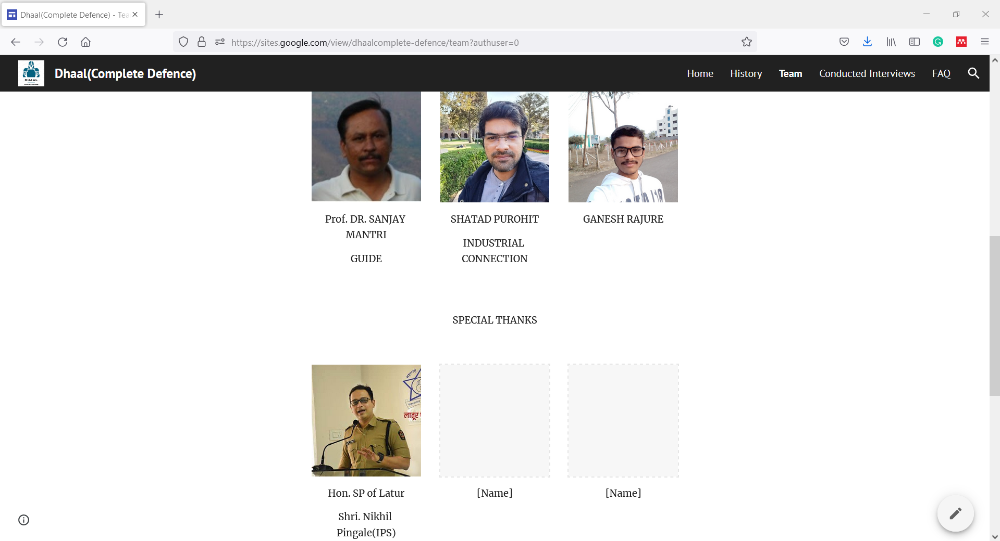 Dhaal(Complete Defence) - Tea
https://sites.google.com/view/dhaalcomplete-defence/team?authuser=0
DHAAL
COMPLETE DEFENCE
Dhaal(Complete Defence)
Home
History
Team
Conducted Interviews
FAQ
Prof. DR. SANJAY
MANTRI
GUIDE
SHATAD PUROHIT
INDUSTRIAL
CONNECTION
GANESH RAJURE
SPECIAL THANKS
लातूर
Hon. SP of Latur
Shri. Nikhil
Pingale(IPS)
[Name]
[Name]